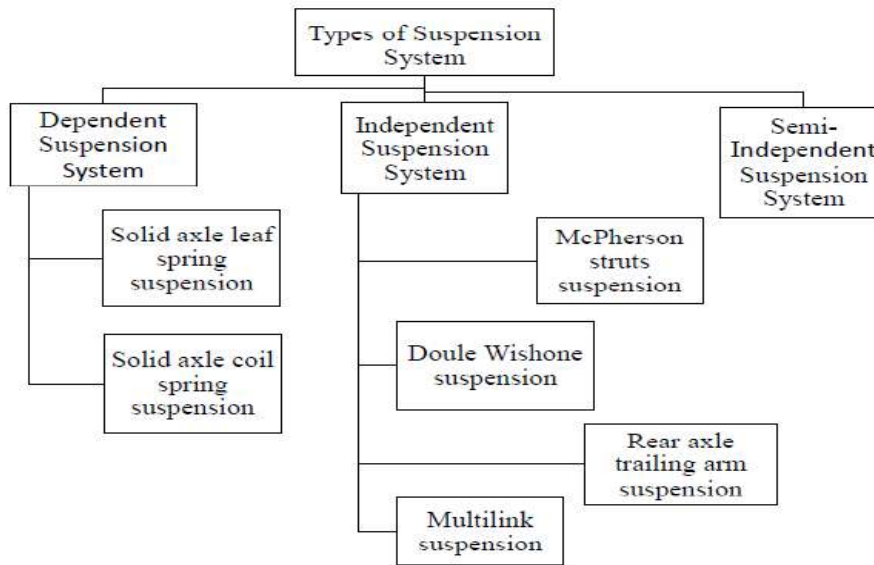 Types of Suspension
System
Dependent
Suspension
System
Independent
Suspension
System
Semi-
Independent
Suspension
System
Solid axle leaf
spring
suspension
McPherson
struts
suspension
Solid axle coil
spring
suspension
Doule Wishone
suspension
Rear axle
trailing arm
suspension
Multilink
suspension